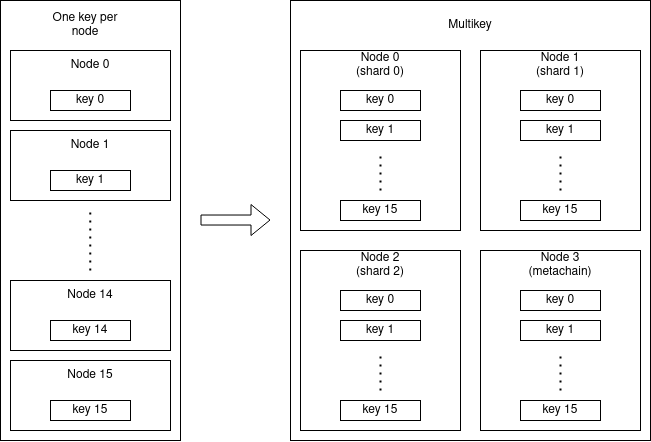 One key per
node
Node 0
key 0
Node 1
key 1
Node 14
key 14
Node 15
key 15
Multikey
Node 0
(shard 0)
key 0
key 1
key 15
Node 1
(shard 1)
key 0
key 1
key 15
Node 2
(shard 2)
key 0
key 1
key 15
Node 3
(metachain)
key 0
key 1
key 15